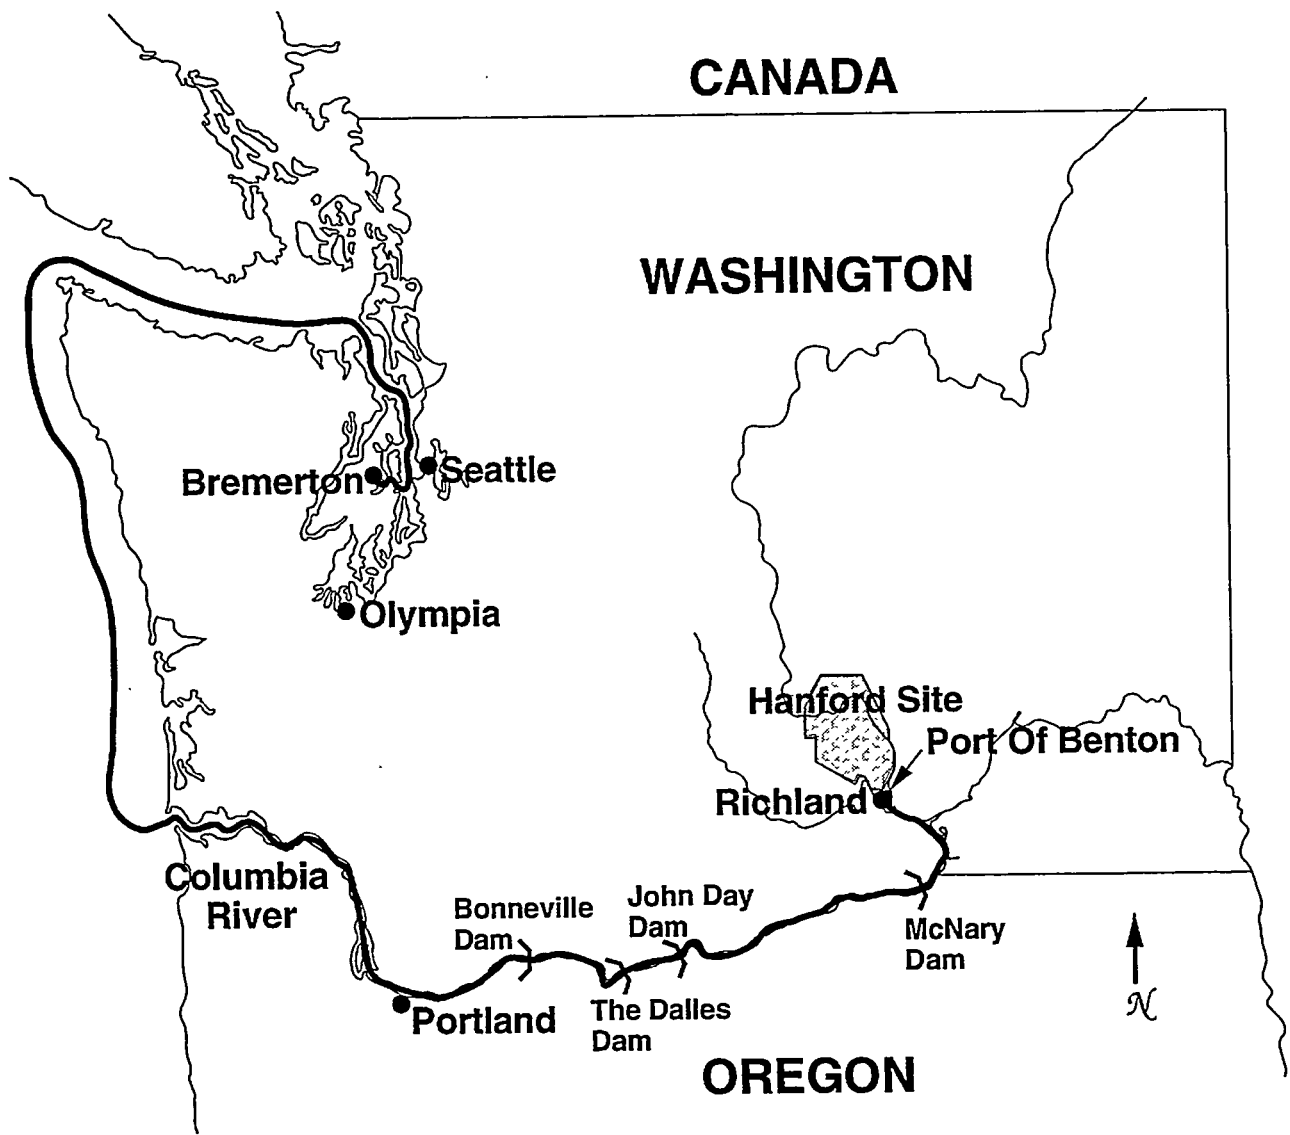 CANADA
WASHINGTON
Bremerton
Seattle
Olympia
Hanford Site
Port Of Benton
Richland
Columbia
River
Bonneville
Dam
John Day
Dam
McNary
Dam
The Dalles
Dam
Portland
N
OREGON